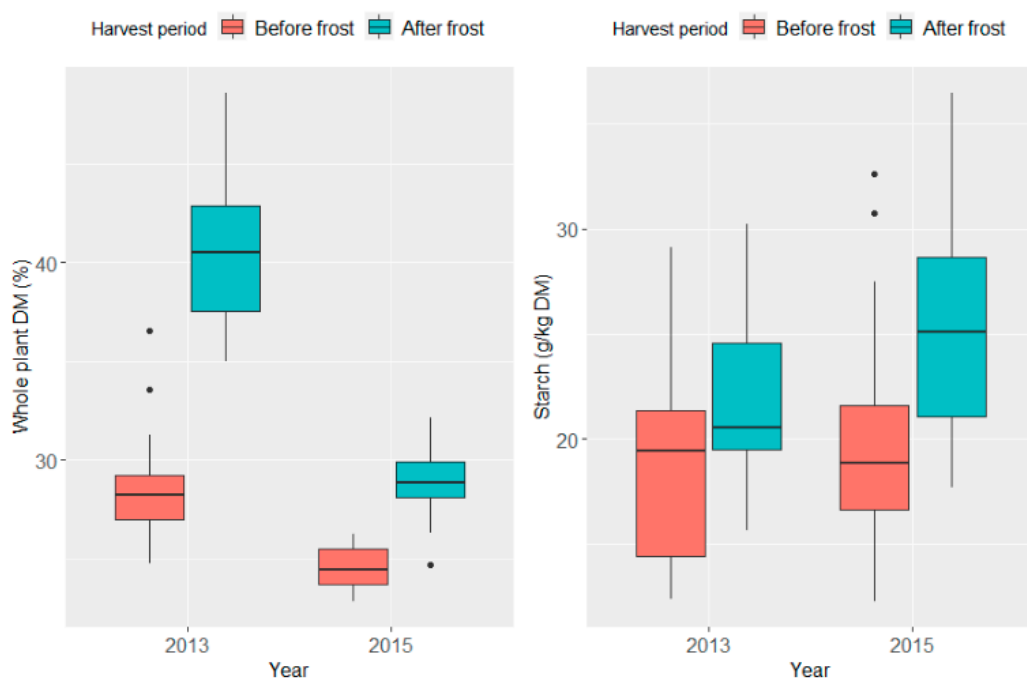 Harvest period Before frost After frost
Whole plant DM (%)
40
30
2013 2015
Year
Harvest period Before frost After frost
Starch (g/kg DM)
30
20
2013 2015
Year